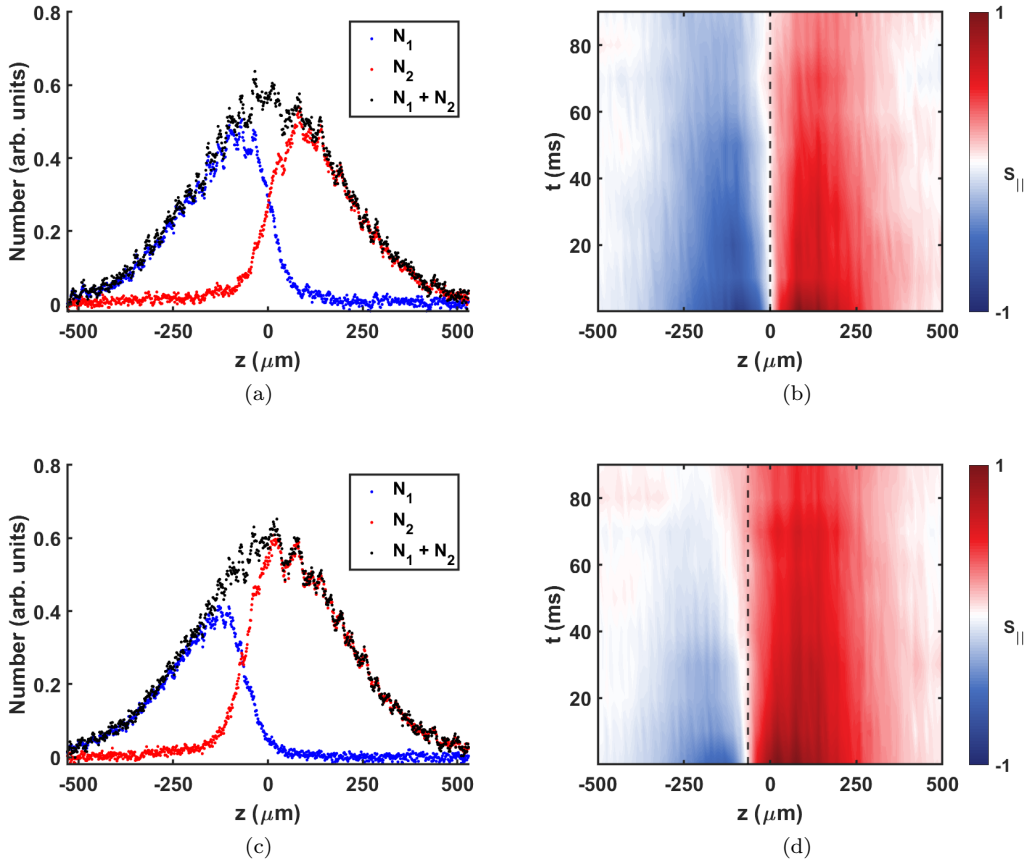 0.8
0.6
0.4
0.2
0
Number (arb. units)
N1
N2
N1 + N2
-500 -250 0 250 500
z (μm)
(a)
80
60
40
20
t (ms)
-500 -250 0 250 500
z (μm)
1
S||
-1
(b)
0.8
0.6
0.4
0.2
0
Number (arb. units)
N1
N2
N1 + N2
-500 -250 0 250 500
z (μm)
(c)
80
60
40
20
t (ms)
-500 -250 0 250 500
z (μm)
1
S||
-1
(d)